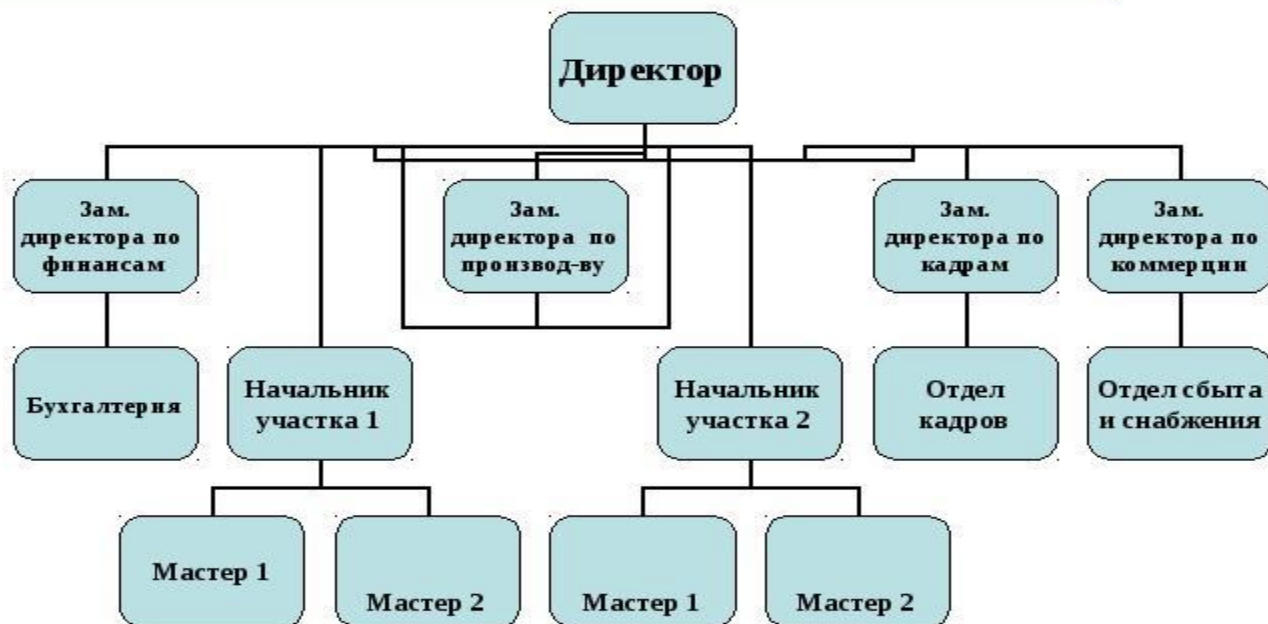 Директор
Зам.
директора по
финансам
Зам.
директора по
производ-ву
Зам.
директора по
кадрам
Зам.
директора по
коммерции
Бухгалтерия
Начальник
участка 1
Начальник
участка 2
Отдел
кадров
Отдел сбыта
и снабжения
Мастер 1
Мастер 2
Мастер 1
Мастер 2